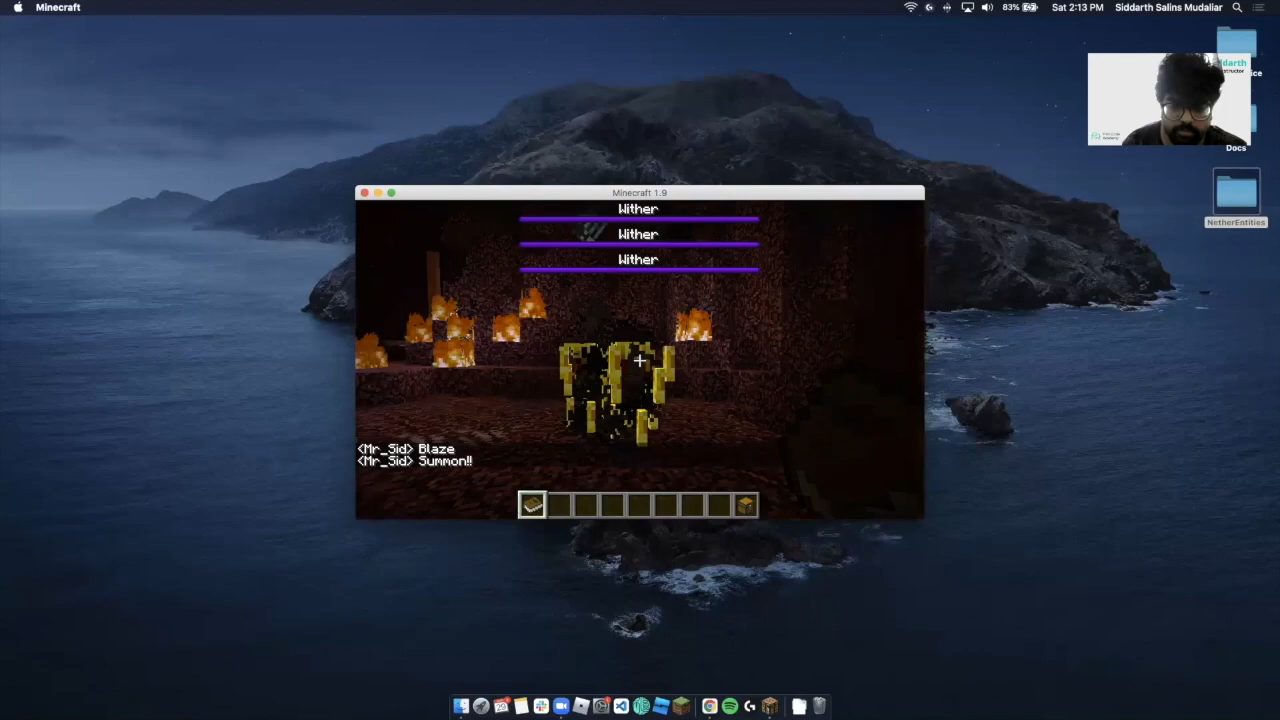 Minecraft
83%
Sat 2:13 PM
Siddarth Salins Mudaliar
Minecraft 1.9
Wither
Wither
Wither
<Mr_Sid> Blaze
<Mr_Sid> Summon!!
Docs
NetherEntities